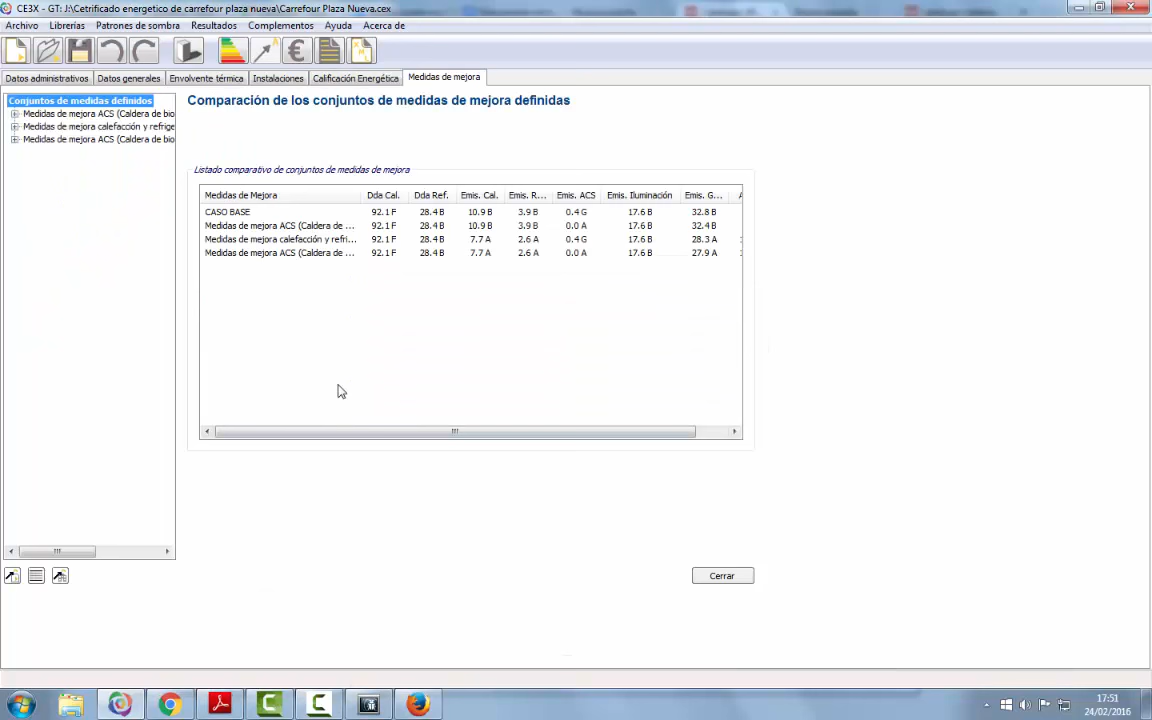 CE3X - GT: J:\Cetrificado energetico de carrefour plaza nueva\Carrefour Plaza Nueva.cex
Archivo Librerias Patrones de sombra Resultados Complementos Ayuda Acerca de
Datos administrativos Datos generales Envolvente térmica Instalaciones Calificación Energética Medidas de mejora
Conjuntos de medidas definidos
Medidas de mejora ACS (Caldera de bio
Medidas de mejora calefacción y refrige
Medidas de mejora ACS (Caldera de bio
Comparación de los conjuntos de medidas de mejora definidas
Listado comparativo de conjuntos de medidas de mejora
Medidas de Mejora Dda Cal. Dda Ref. Emis. Cal. Emis. R... Emis. ACS Emis. Iluminación Emis. G...
CASO BASE 92.1 F 28.4 B 10.9 B 3.9 B 0.4 G 17.6 B 32.8 B
Medidas de mejora ACS (Caldera de ... 92.1 F 28.4 B 10.9 B 3.9 B 0.0 A 17.6 B 32.4 B
Medidas de mejora calefacción y refri... 92.1 F 28.4 B 7.7 A 2.6 A 0.4 G 17.6 B 28.3 A
Medidas de mejora ACS (Caldera de ... 92.1 F 28.4 B 7.7 A 2.6 A 0.0 A 17.6 B 27.9 A
Cerrar
17:51
24/02/2016